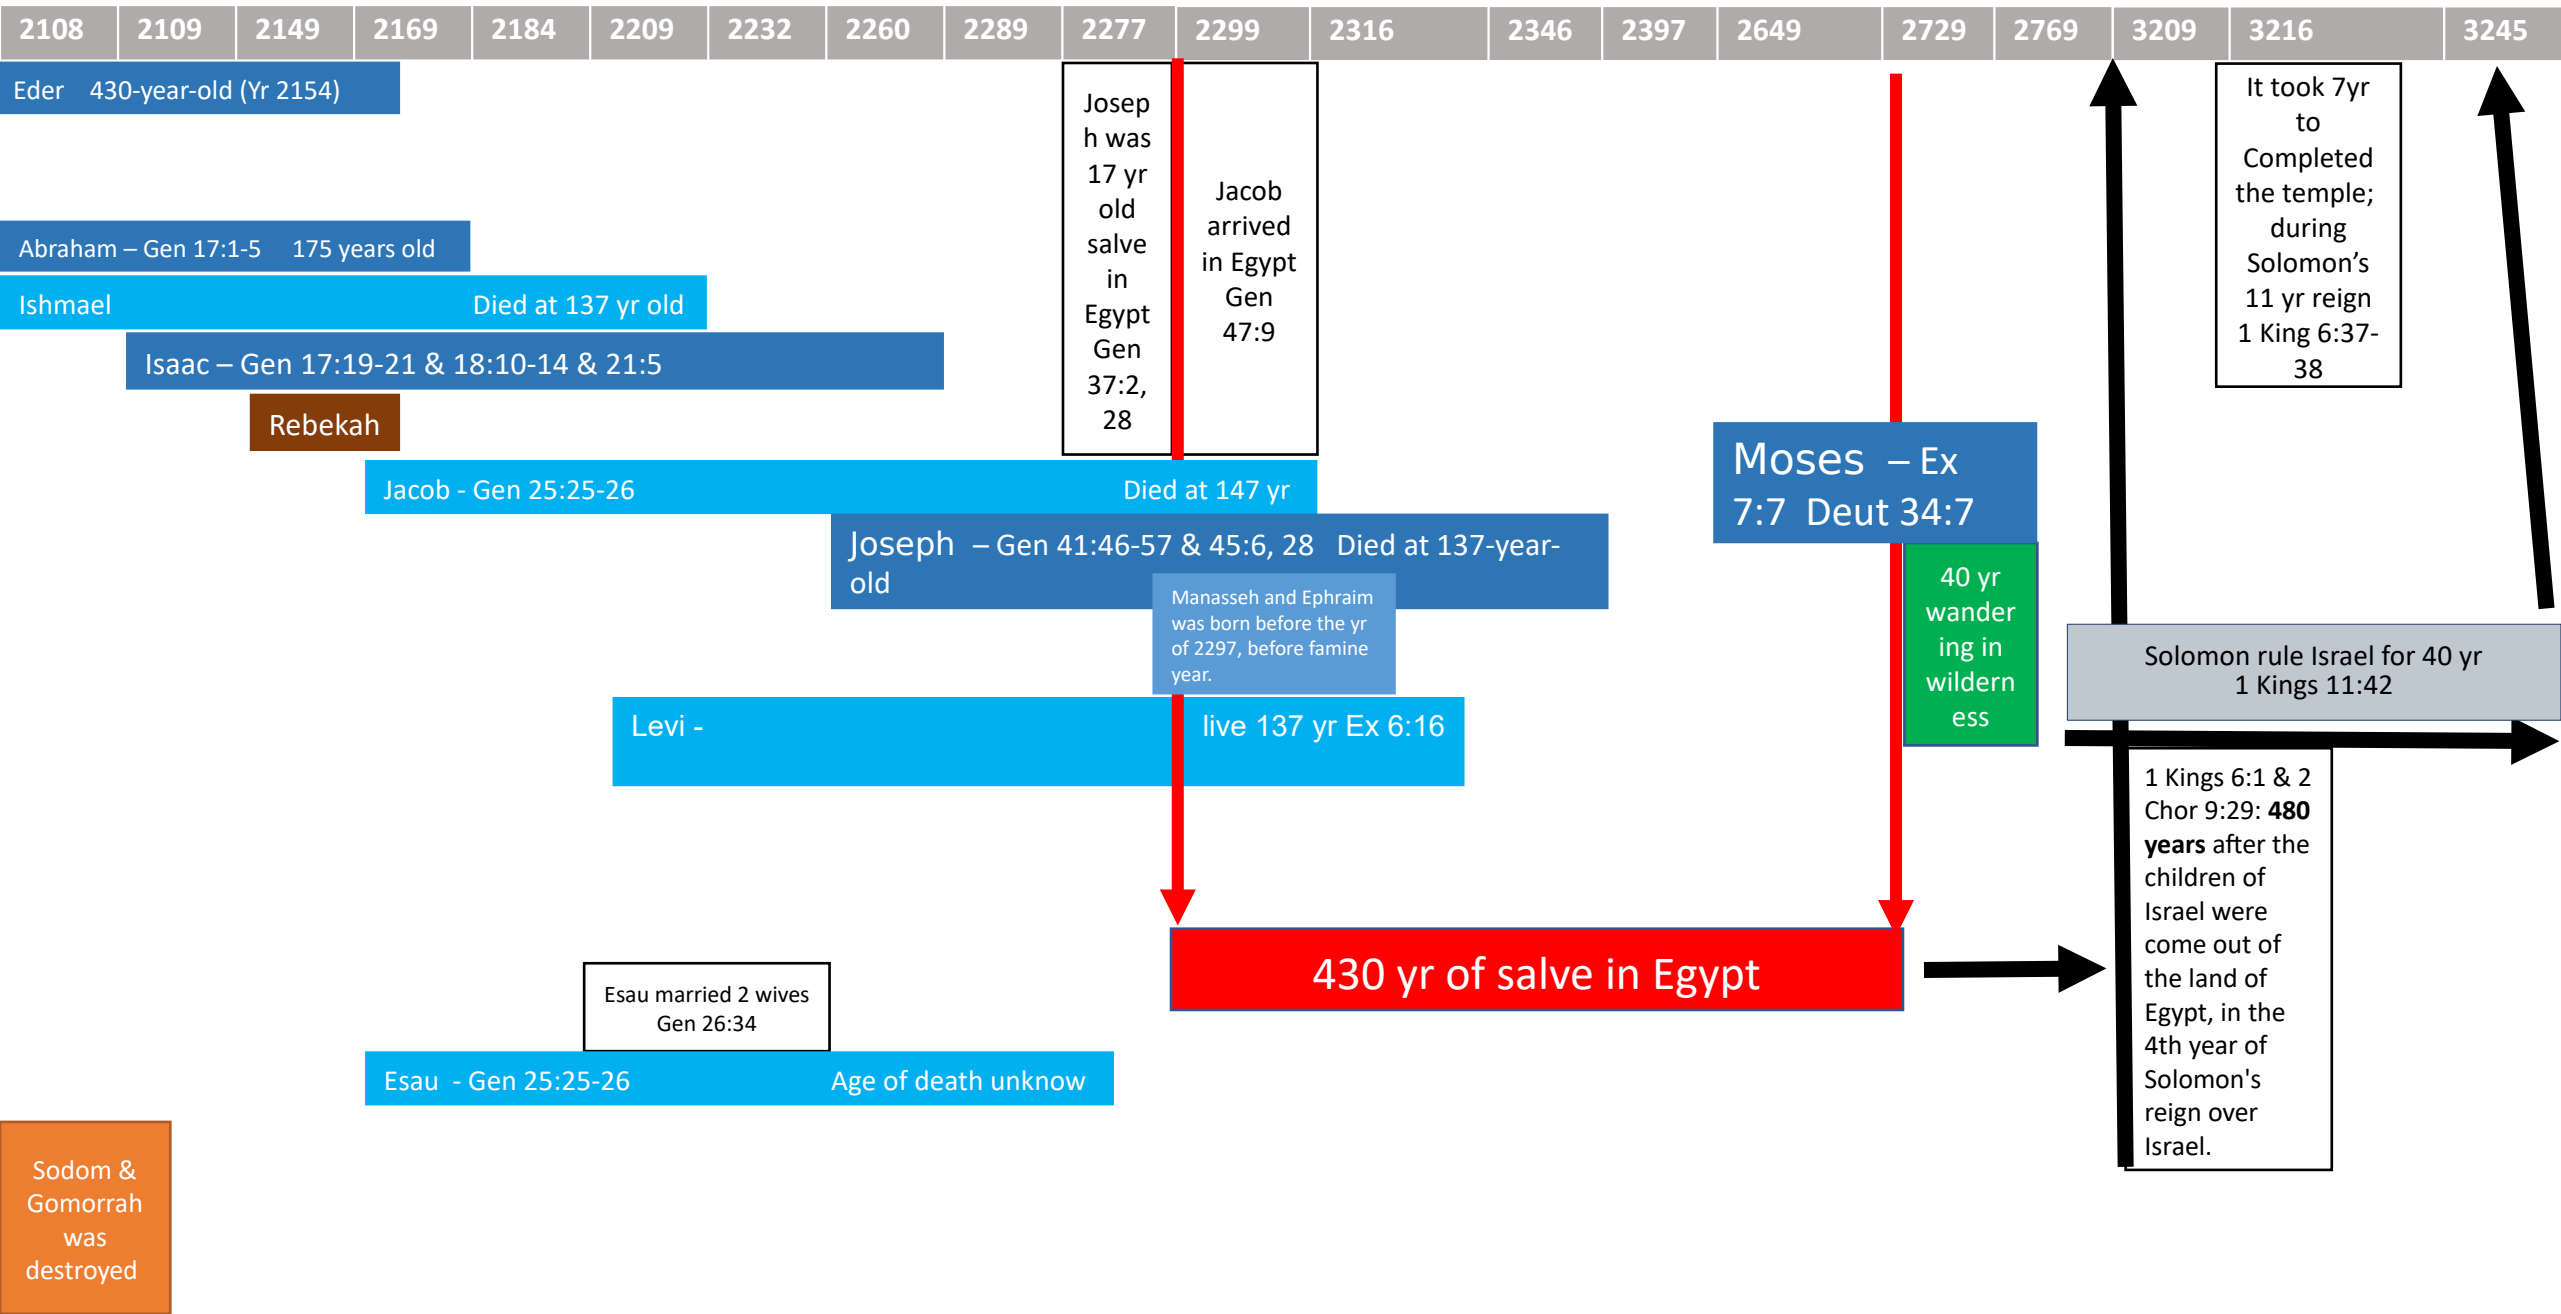 2108 2109 2149 2169 2184 2209 2232 2260 2289 2277 2299 2316 2346 2397 2649 2729 2769 3209 3216 3245
Eder 430-year-old (Yr 2154)
Josep
h was
17 yr
old
salve
in
Egypt
Gen
37:2,
28
Jacob
arrived
in Egypt
Gen
47:9
It took 7yr
to
Completed
the temple;
during
Solomon’s
11 yr reign
1 King 6:37-
38
Abraham – Gen 17:1-5 175 years old
Ishmael Died at 137 yr old
Isaac – Gen 17:19-21 & 18:10-14 & 21:5
Rebekah
Jacob - Gen 25:25-26 Died at 147 yr
Moses – Ex
7:7 Deut 34:7
Joseph – Gen 41:46-57 & 45:6, 28 Died at 137-year-
old
Manasseh and Ephraim
was born before the yr
of 2297, before famine
year.
40 yr
wander
ing in
wildern
ess
Solomon rule Israel for 40 yr
1 Kings 11:42
Levi - live 137 yr Ex 6:16
1 Kings 6:1 & 2
Chor 9:29: 480
years after the
children of
Israel were
come out of
the land of
Egypt, in the
4th year of
Solomon's
reign over
Israel.
430 yr of salve in Egypt
Esau married 2 wives
Gen 26:34
Esau - Gen 25:25-26 Age of death unknow
Sodom &
Gomorrah
was
destroyed